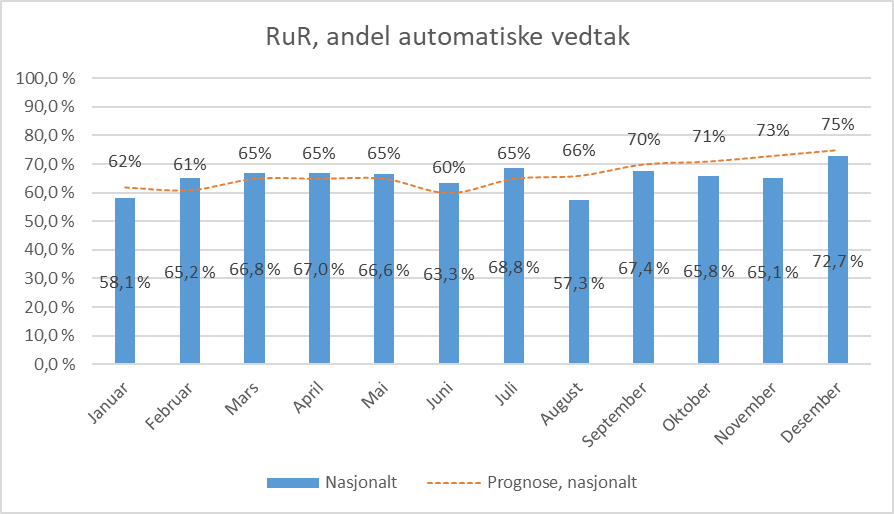 RuR, andel automatiske vedtak
100,0 %
90,0 %
80,0 %
70,0 %
60,0 %
50,0 %
40,0 %
30,0 %
20,0 %
10,0 %
0,0 %
62% 61% 65% 65% 65% 60% 65% 66% 70% 71% 73% 75%
58,1 % 65,2 % 66,8 % 67,0 % 66,6 % 63,3 % 68,8 % 57,3 % 67,4 % 65,8 % 65,1 % 72,7 %
Januar Februar Mars April Mai Juni Juli August September Oktober November Desember
Nasjonalt Prognose, nasjonalt